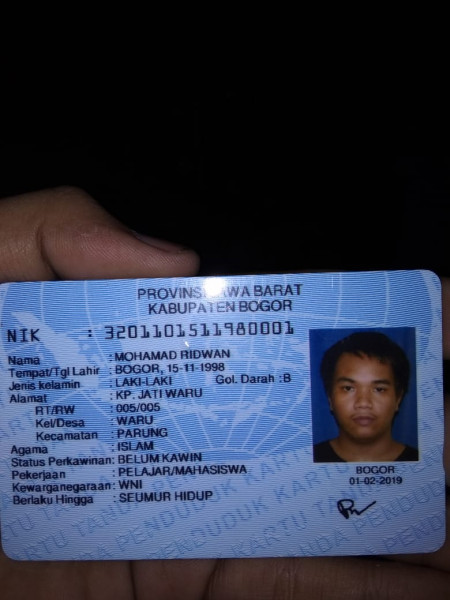 PROVINSI JAWA BARAT
KABUPATEN BOGOR
NIK : 3201101511980001
Nama : MOHAMAD RIDWAN
Tempat/Tgl Lahir : BOGOR, 15-11-1998
Jenis kelamin : LAKI-LAKI Gol. Darah :B
Alamat : KP. JATI WARU
RT/RW : 005/005
Kel/Desa : WARU
Kecamatan : PARUNG
Agama : ISLAM
Status Perkawinan: BELUM KAWIN
Pekerjaan : PELAJAR/MAHASISWA
Kewarganegaraan: WNI
Berlaku Hingga : SEUMUR HIDUP
BOGOR
01-02-2019
KARTU TANDA PENDUDUK KARTU TANDA PENDUDUK